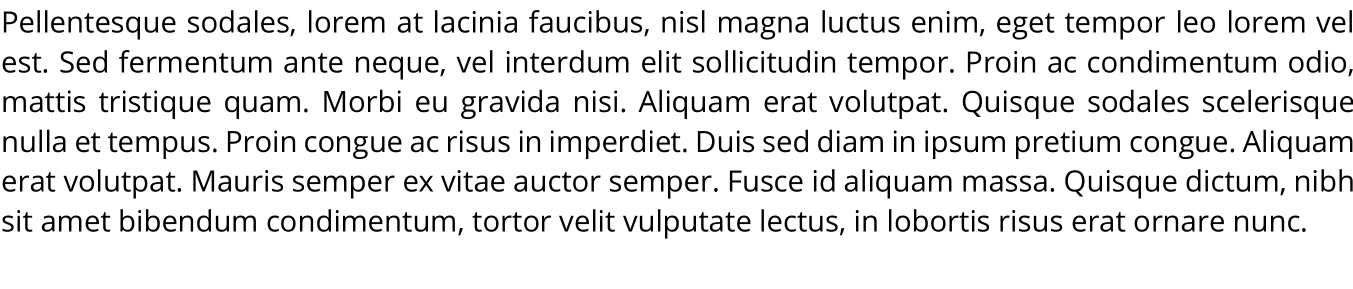 Pellentesque sodales, lorem at lacinia faucibus, nisl magna luctus enim, eget tempor leo lorem vel
est. Sed fermentum ante neque, vel interdum elit sollicitudin tempor. Proin ac condimentum odio,
mattis tristique quam. Morbi eu gravida nisi. Aliquam erat volutpat. Quisque sodales scelerisque
nulla et tempus. Proin congue ac risus in imperdiet. Duis sed diam in ipsum pretium congue. Aliquam
erat volutpat. Mauris semper ex vitae auctor semper. Fusce id aliquam massa. Quisque dictum, nibh
sit amet bibendum condimentum, tortor velit vulputate lectus, in lobortis risus erat ornare nunc.